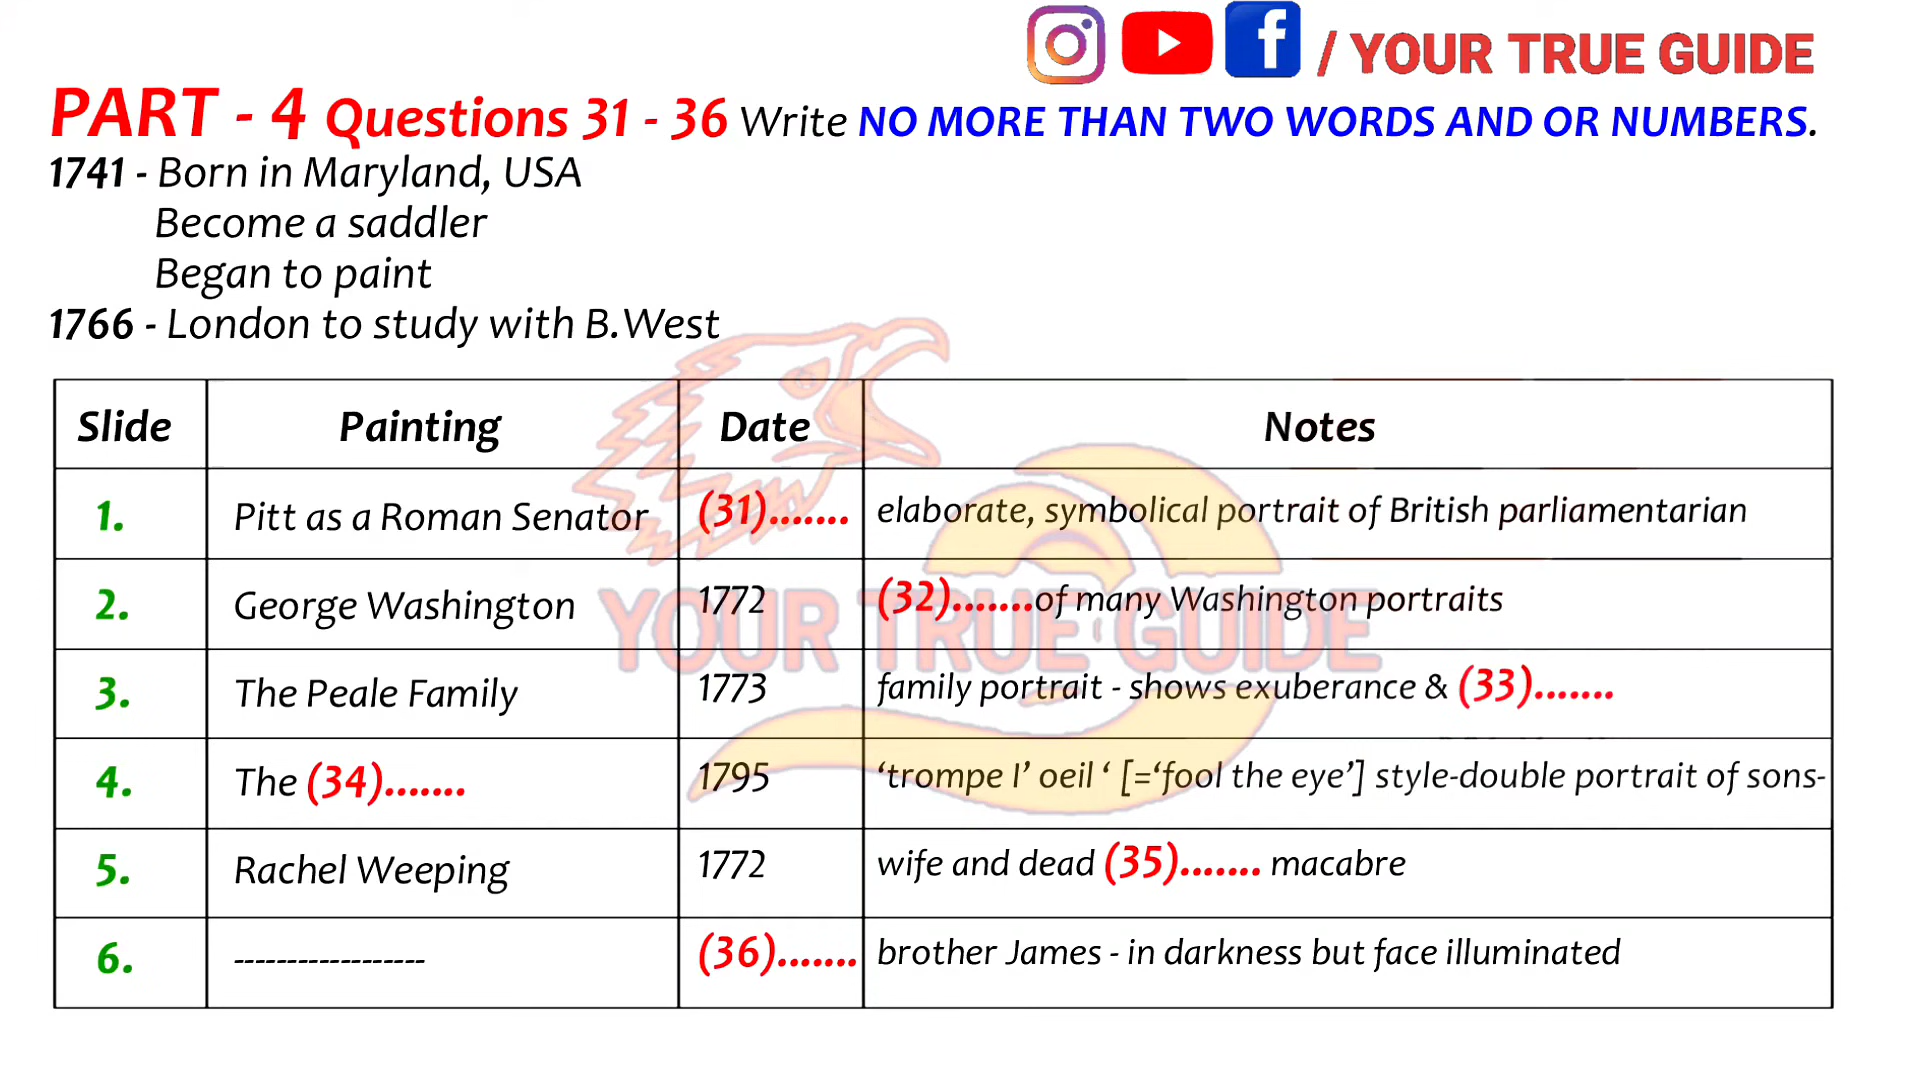 / YOUR TRUE GUIDE
PART - 4 Questions 31 - 36 Write NO MORE THAN TWO WORDS AND OR NUMBERS.
1741 - Born in Maryland, USA
Become a saddler
Began to paint
1766 - London to study with B.West
Slide Painting Date Notes
1. Pitt as a Roman Senator (31)....... elaborate, symbolical portrait of British parliamentarian
2. George Washington 1772 (32).......of many Washington portraits
3. The Peale Family 1773 family portrait - shows exuberance & (33).......
4. The (34)....... 1795 ‘trompe l’ oeil ‘ [=‘fool the eye’] style-double portrait of sons-
5. Rachel Weeping 1772 wife and dead (35)....... macabre
6. ------------------ (36)....... brother James - in darkness but face illuminated
YOUR TRUE GUIDE